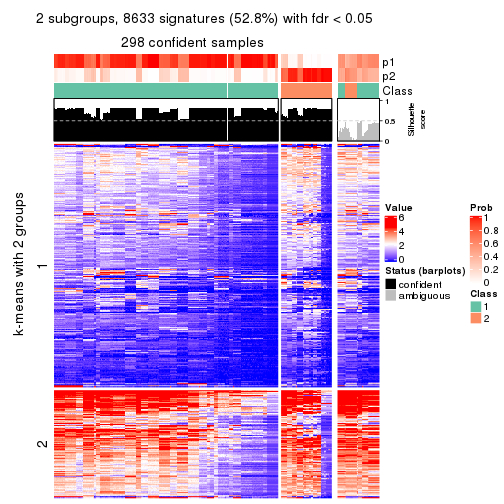 2 subgroups, 8633 signatures (52.8%) with fdr < 0.05
298 confident samples
p1
p2
Class
1
0.5
0
Silhouette
score
k-means with 2 groups
1
2
Value
6
4
2
0
Status (barplots)
confident
ambiguous
Prob
1
0.8
0.6
0.4
0.2
0
Class
1
2